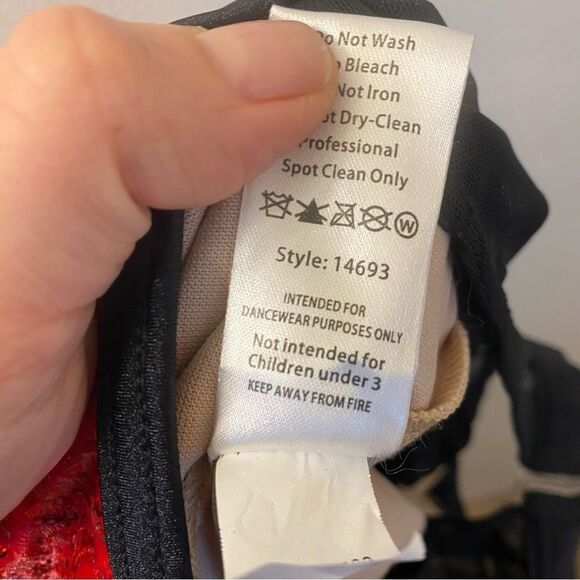 Do Not Wash
Bleach
Not Iron
Dry-Clean
Professional
Spot Clean Only
W
Style: 14693
INTENDED FOR
DANCEWEAR PURPOSES ONLY
Not intended for
Children under 3
KEEP AWAY FROM FIRE